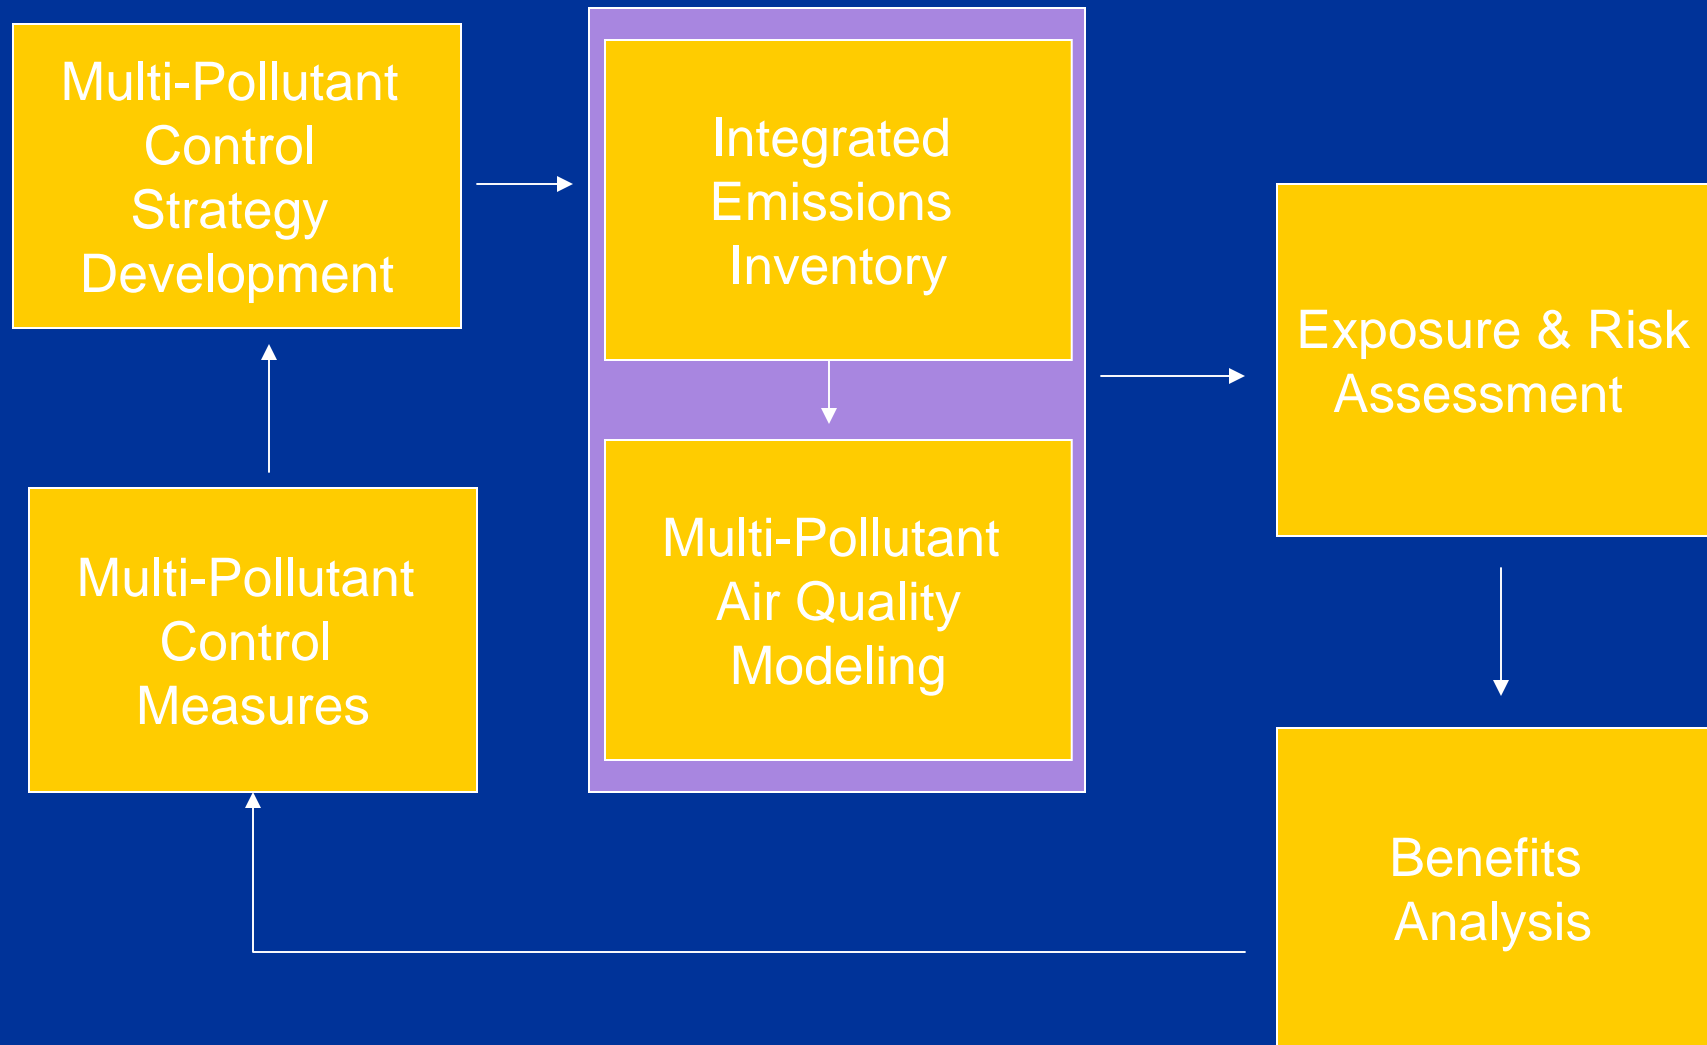 Multi-Pollutant
Control
Strategy
Development
Integrated
Emissions
Inventory
Exposure & Risk
Assessment
Multi-Pollutant
Control
Measures
Multi-Pollutant
Air Quality
Modeling
Benefits
Analysis